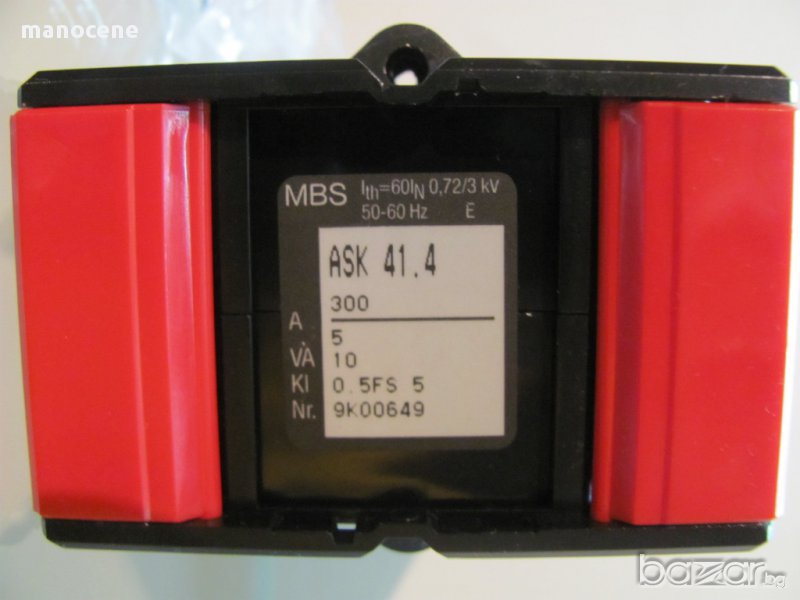 manocene
MBS Ith=60IN 0,72/3 kV
50-60 Hz E
ASK 41.4
300
A
5
VA 10
Kl 0.5FS 5
Nr. 9K00649
bazar.bg